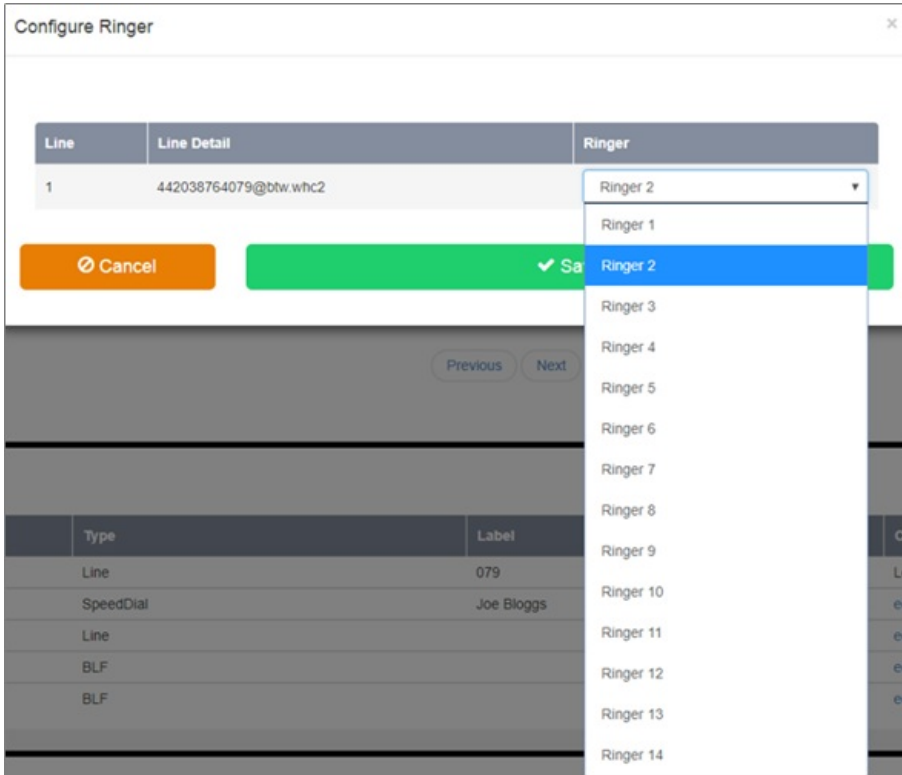 Configure Ringer ×
Line Line Detail Ringer
1 442038764079@btw.whc2 Ringer 2
Ringer 1
Cancel
Ringer 2
Ringer 3
Ringer 4
Previous Next
Ringer 5
Ringer 6
Ringer 7
Ringer 8
Type Label
Ringer 9
Line 079
SpeedDial Joe Bloggs
Ringer 10
Line
Ringer 11
BLF
Ringer 12
BLF
Ringer 13
Ringer 14